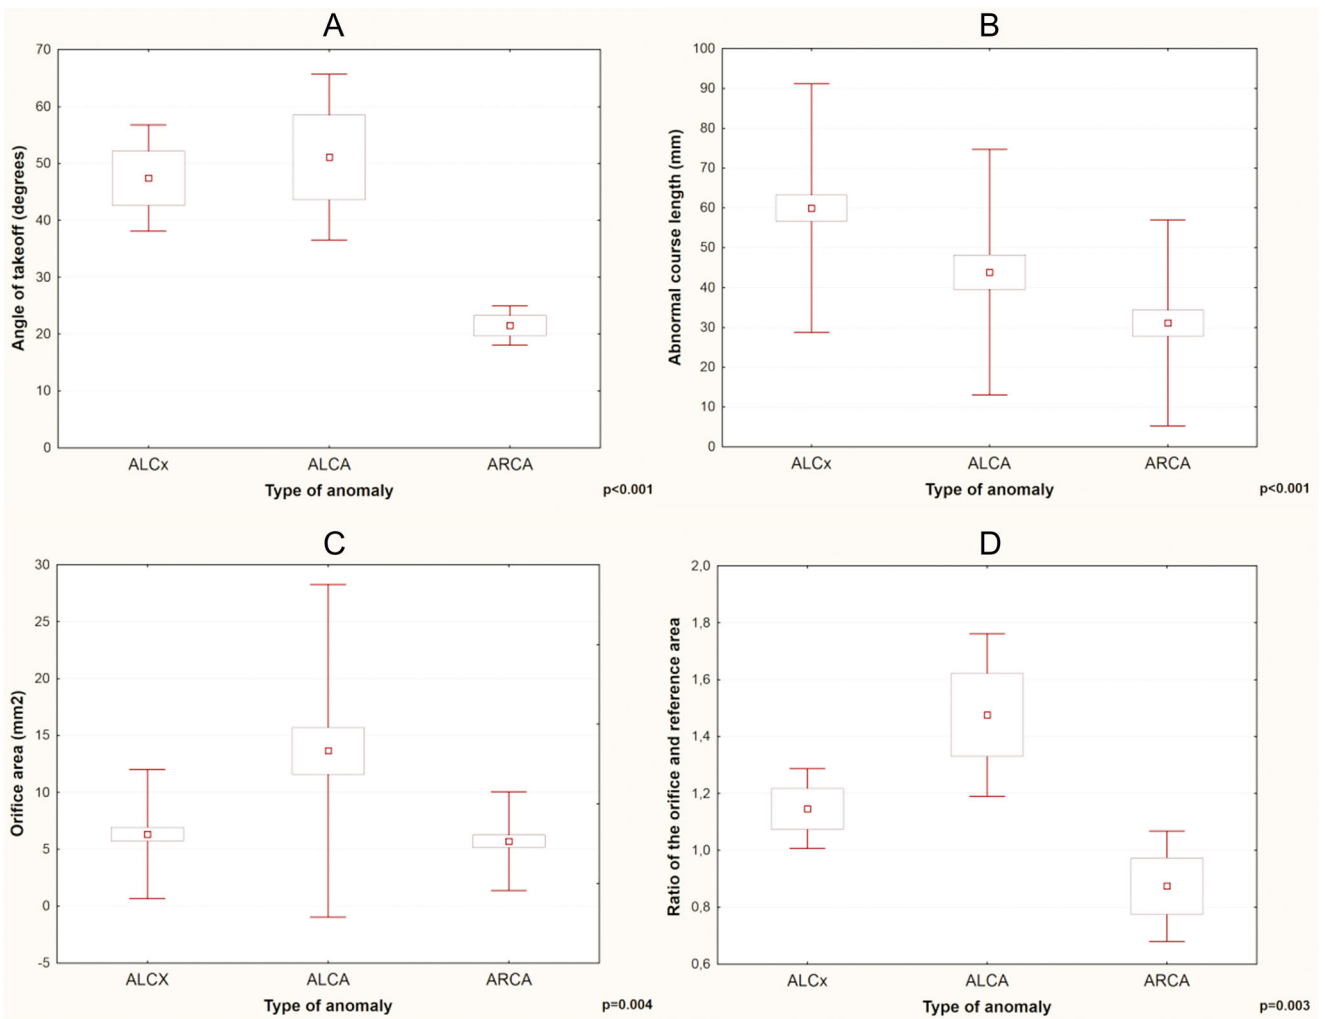 A
70
60
50
40
30
20
10
0
Angle of takeoff (degrees)
ALCx ALCA ARCA
Type of anomaly
p<0.001
B
100
90
80
70
60
50
40
30
20
10
0
Abnormal course length (mm)
ALCx ALCA ARCA
Type of anomaly
p<0.001
C
30
25
20
15
10
5
0
-5
Orifice area (mm2)
ALCX ALCA ARCA
Type of anomaly
p=0.004
D
2,0
1,8
1,6
1,4
1,2
1,0
0,8
0,6
Ratio of the orifice and reference area
ALCx ALCA ARCA
Type of anomaly
p=0.003